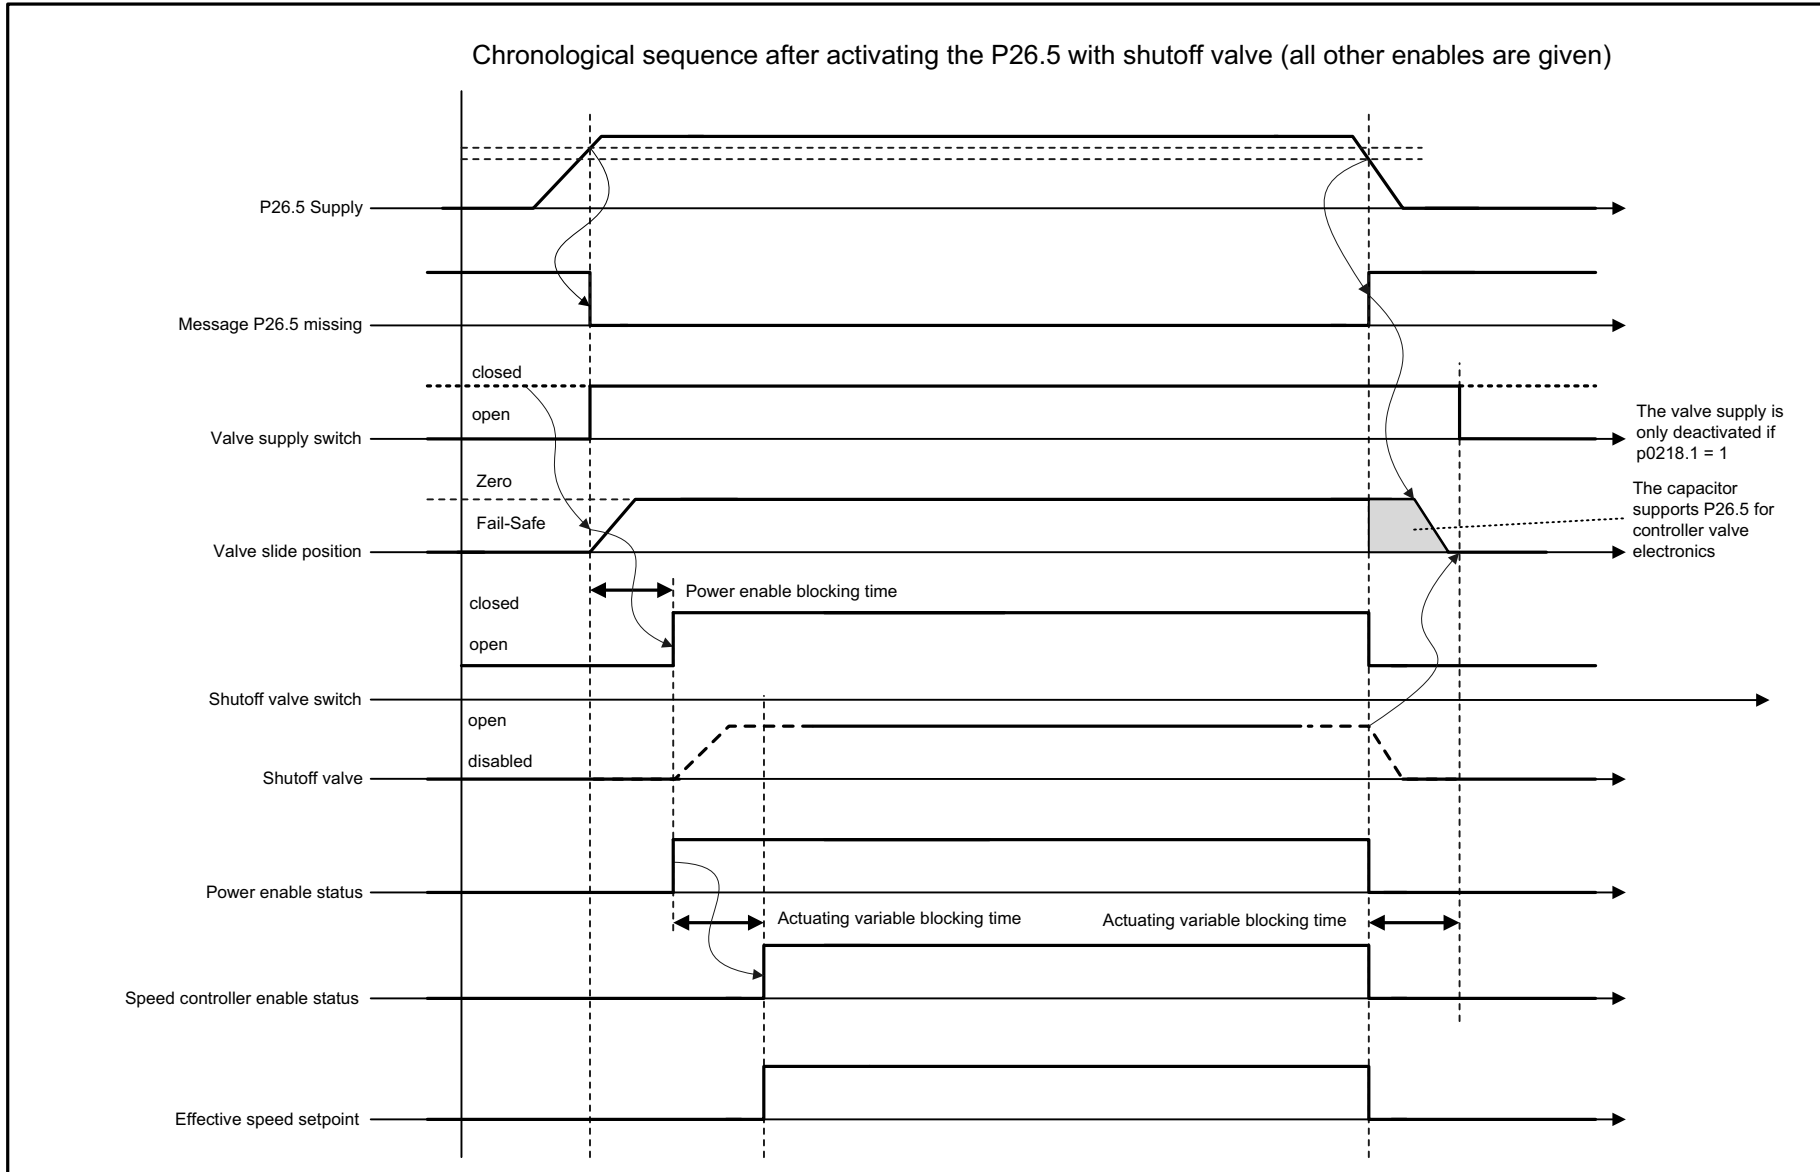 Chronological sequence after activating the P26.5 with shutoff valve (all other enables are given)
P26.5 Supply
Message P26.5 missing
closed
open
Valve supply switch
The valve supply is
only deactivated if
p0218.1 = 1
Zero
Fail-Safe
Valve slide position
The capacitor
supports P26.5 for
controller valve
electronics
Power enable blocking time
closed
open
Shutoff valve switch
open
disabled
Shutoff valve
Power enable status
Actuating variable blocking time
Actuating variable blocking time
Speed controller enable status
Effective speed setpoint